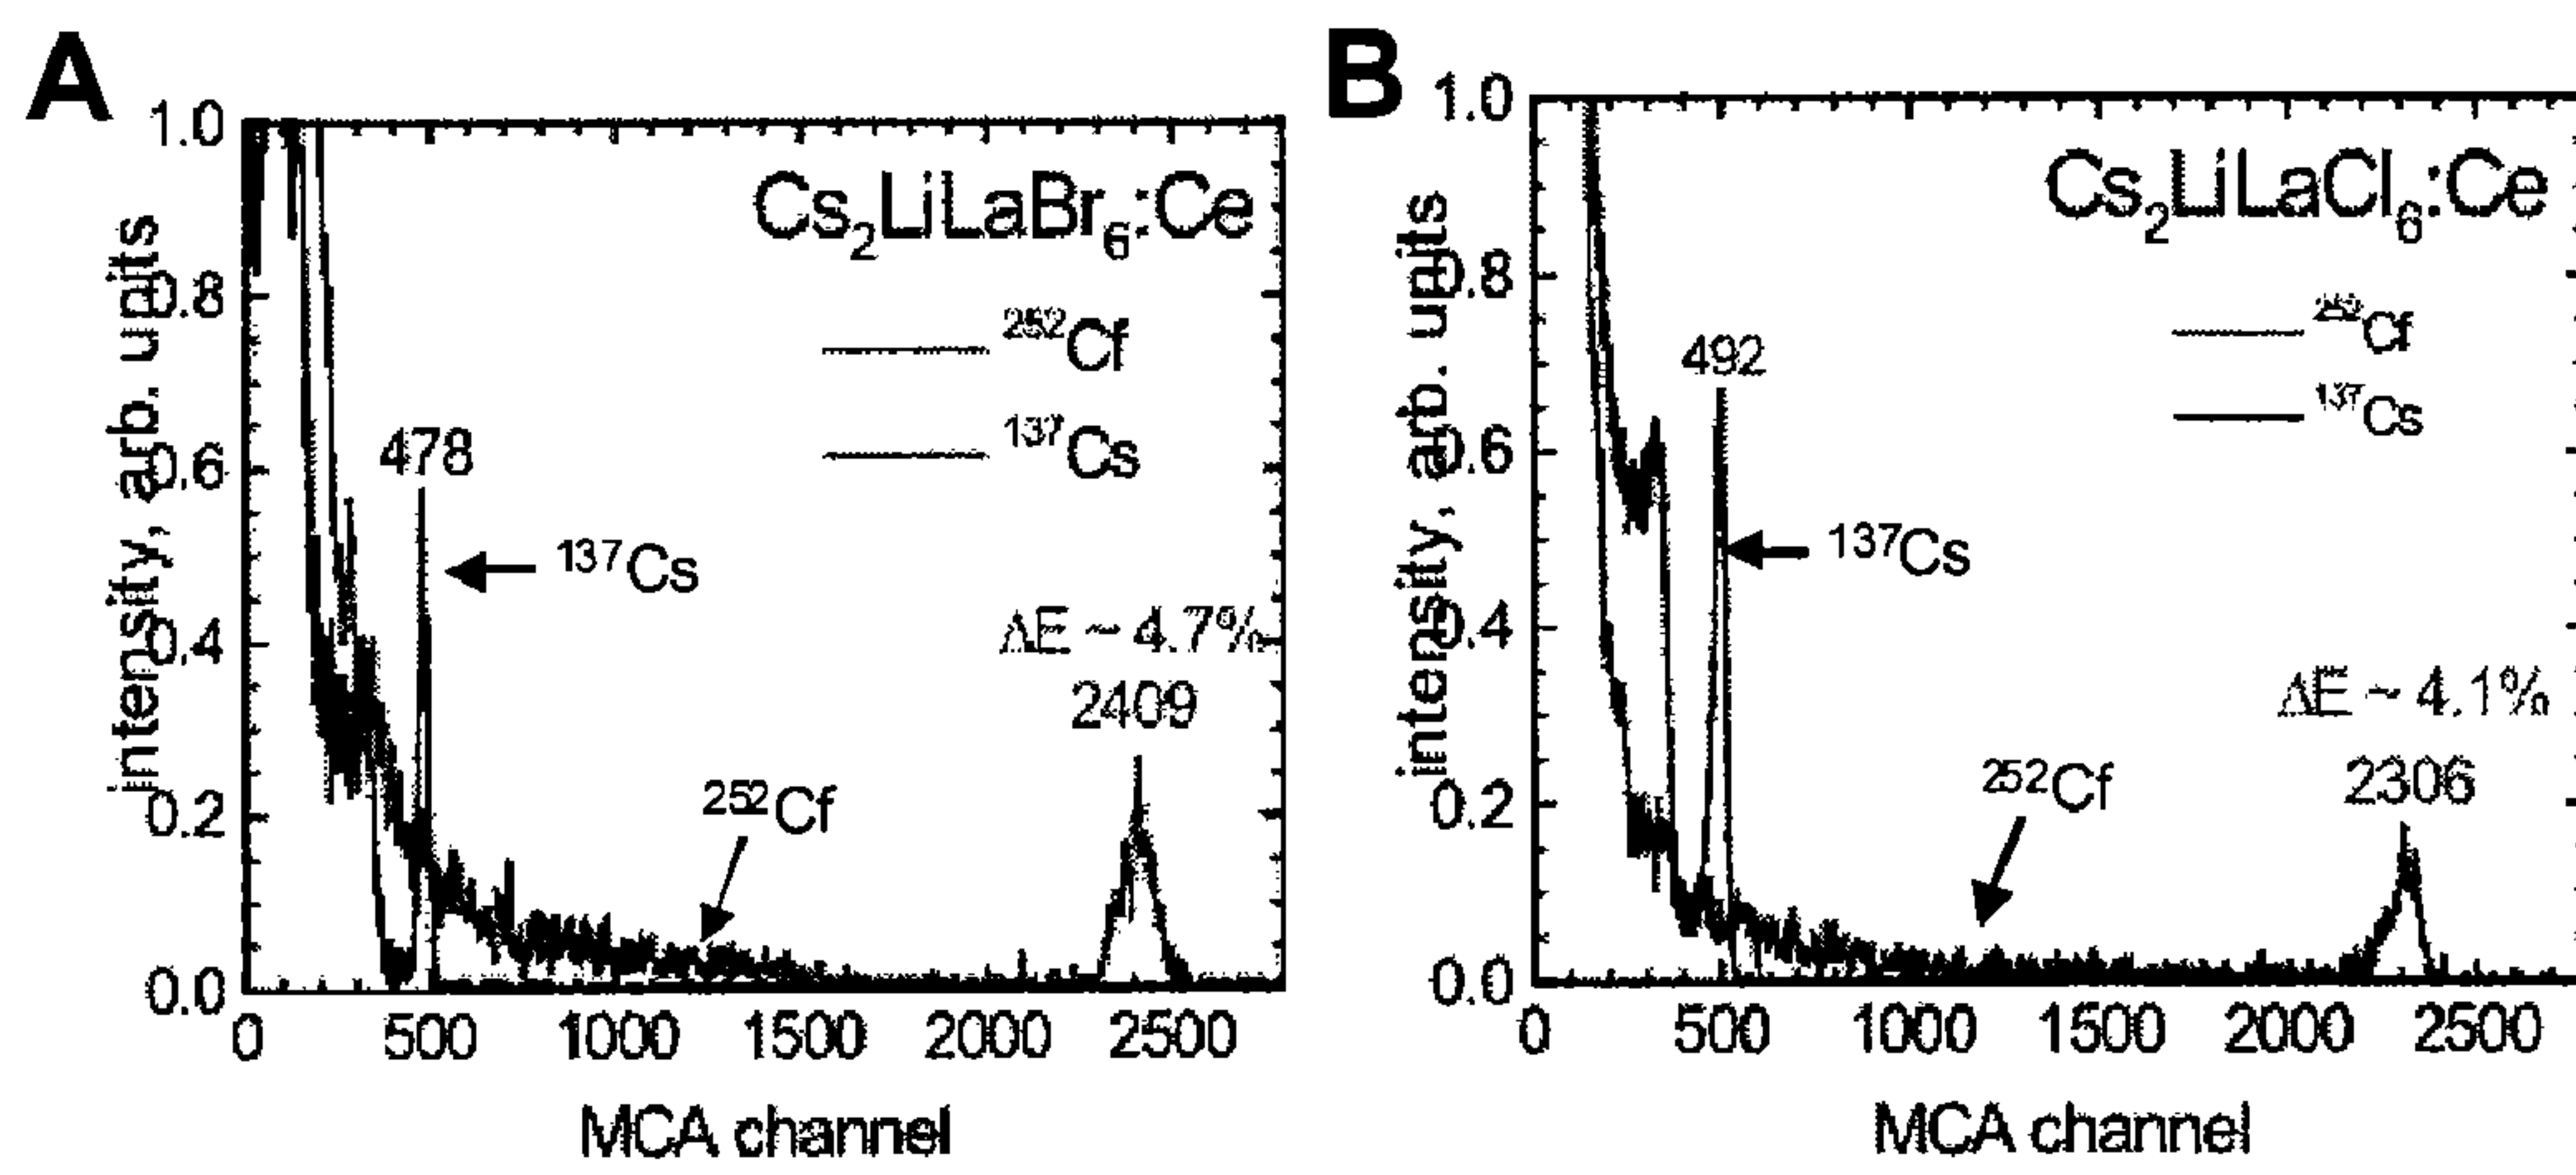 A
Cs₂LiLaBr₆:Ce
²⁵²Cf
¹³⁷Cs
478
¹³⁷Cs
ΔE ~ 4.7%
2409
²⁵²Cf
intensity, arb. units
1.0
0.8
0.6
0.4
0.2
0.0
0 500 1000 1500 2000 2500
MCA channel
B
Cs₂LiLaCl₆:Ce
²⁵²Cf
¹³⁷Cs
492
¹³⁷Cs
ΔE ~ 4.1%
2306
²⁵²Cf
intensity, arb. units
1.0
0.8
0.6
0.4
0.2
0.0
0 500 1000 1500 2000 2500
MCA channel